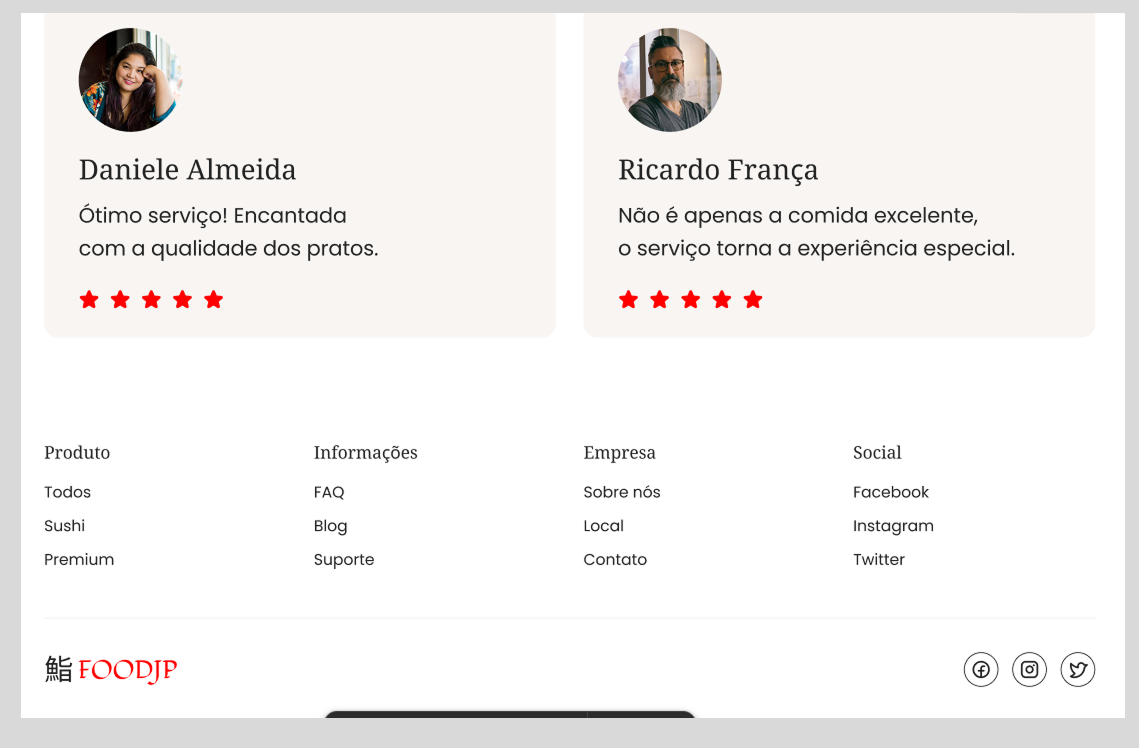 Daniele Almeida
Ótimo serviço! Encantada
com a qualidade dos pratos.
Ricardo França
Não é apenas a comida excelente,
o serviço torna a experiência especial.
Produto
Todos
Sushi
Premium
Informações
FAQ
Blog
Suporte
Empresa
Sobre nós
Local
Contato
Social
Facebook
Instagram
Twitter
鮨 FOODJP